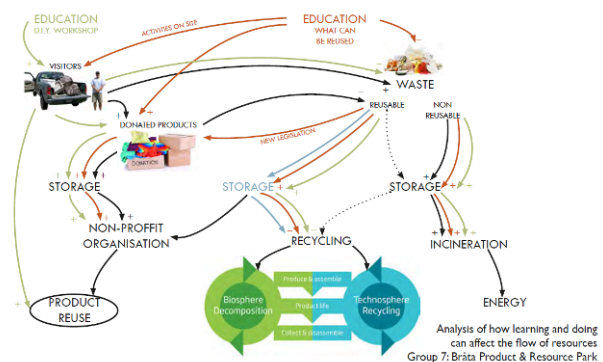 EDUCATION
D.I.Y. WORKSHOP
ACTIVITIES ON SITE
EDUCATION
WHAT CAN
BE REUSED
VISITORS
WASTE
REUSABLE
NON
REUSABLE
DONATED PRODUCTS
DONATION
NEW LEGISLATION
STORAGE
STORAGE
STORAGE
NON-PROFFIT
ORGANISATION
RECYCLING
INCINERATION
PRODUCT
REUSE
Biosphere
Decomposition
Produce & assemble
Product life
Collect & disassemble
Technosphere
Recycling
ENERGY
Analysis of how learning and doing
can affect the flow of resources
Group 7: Bråta Product & Resource Park